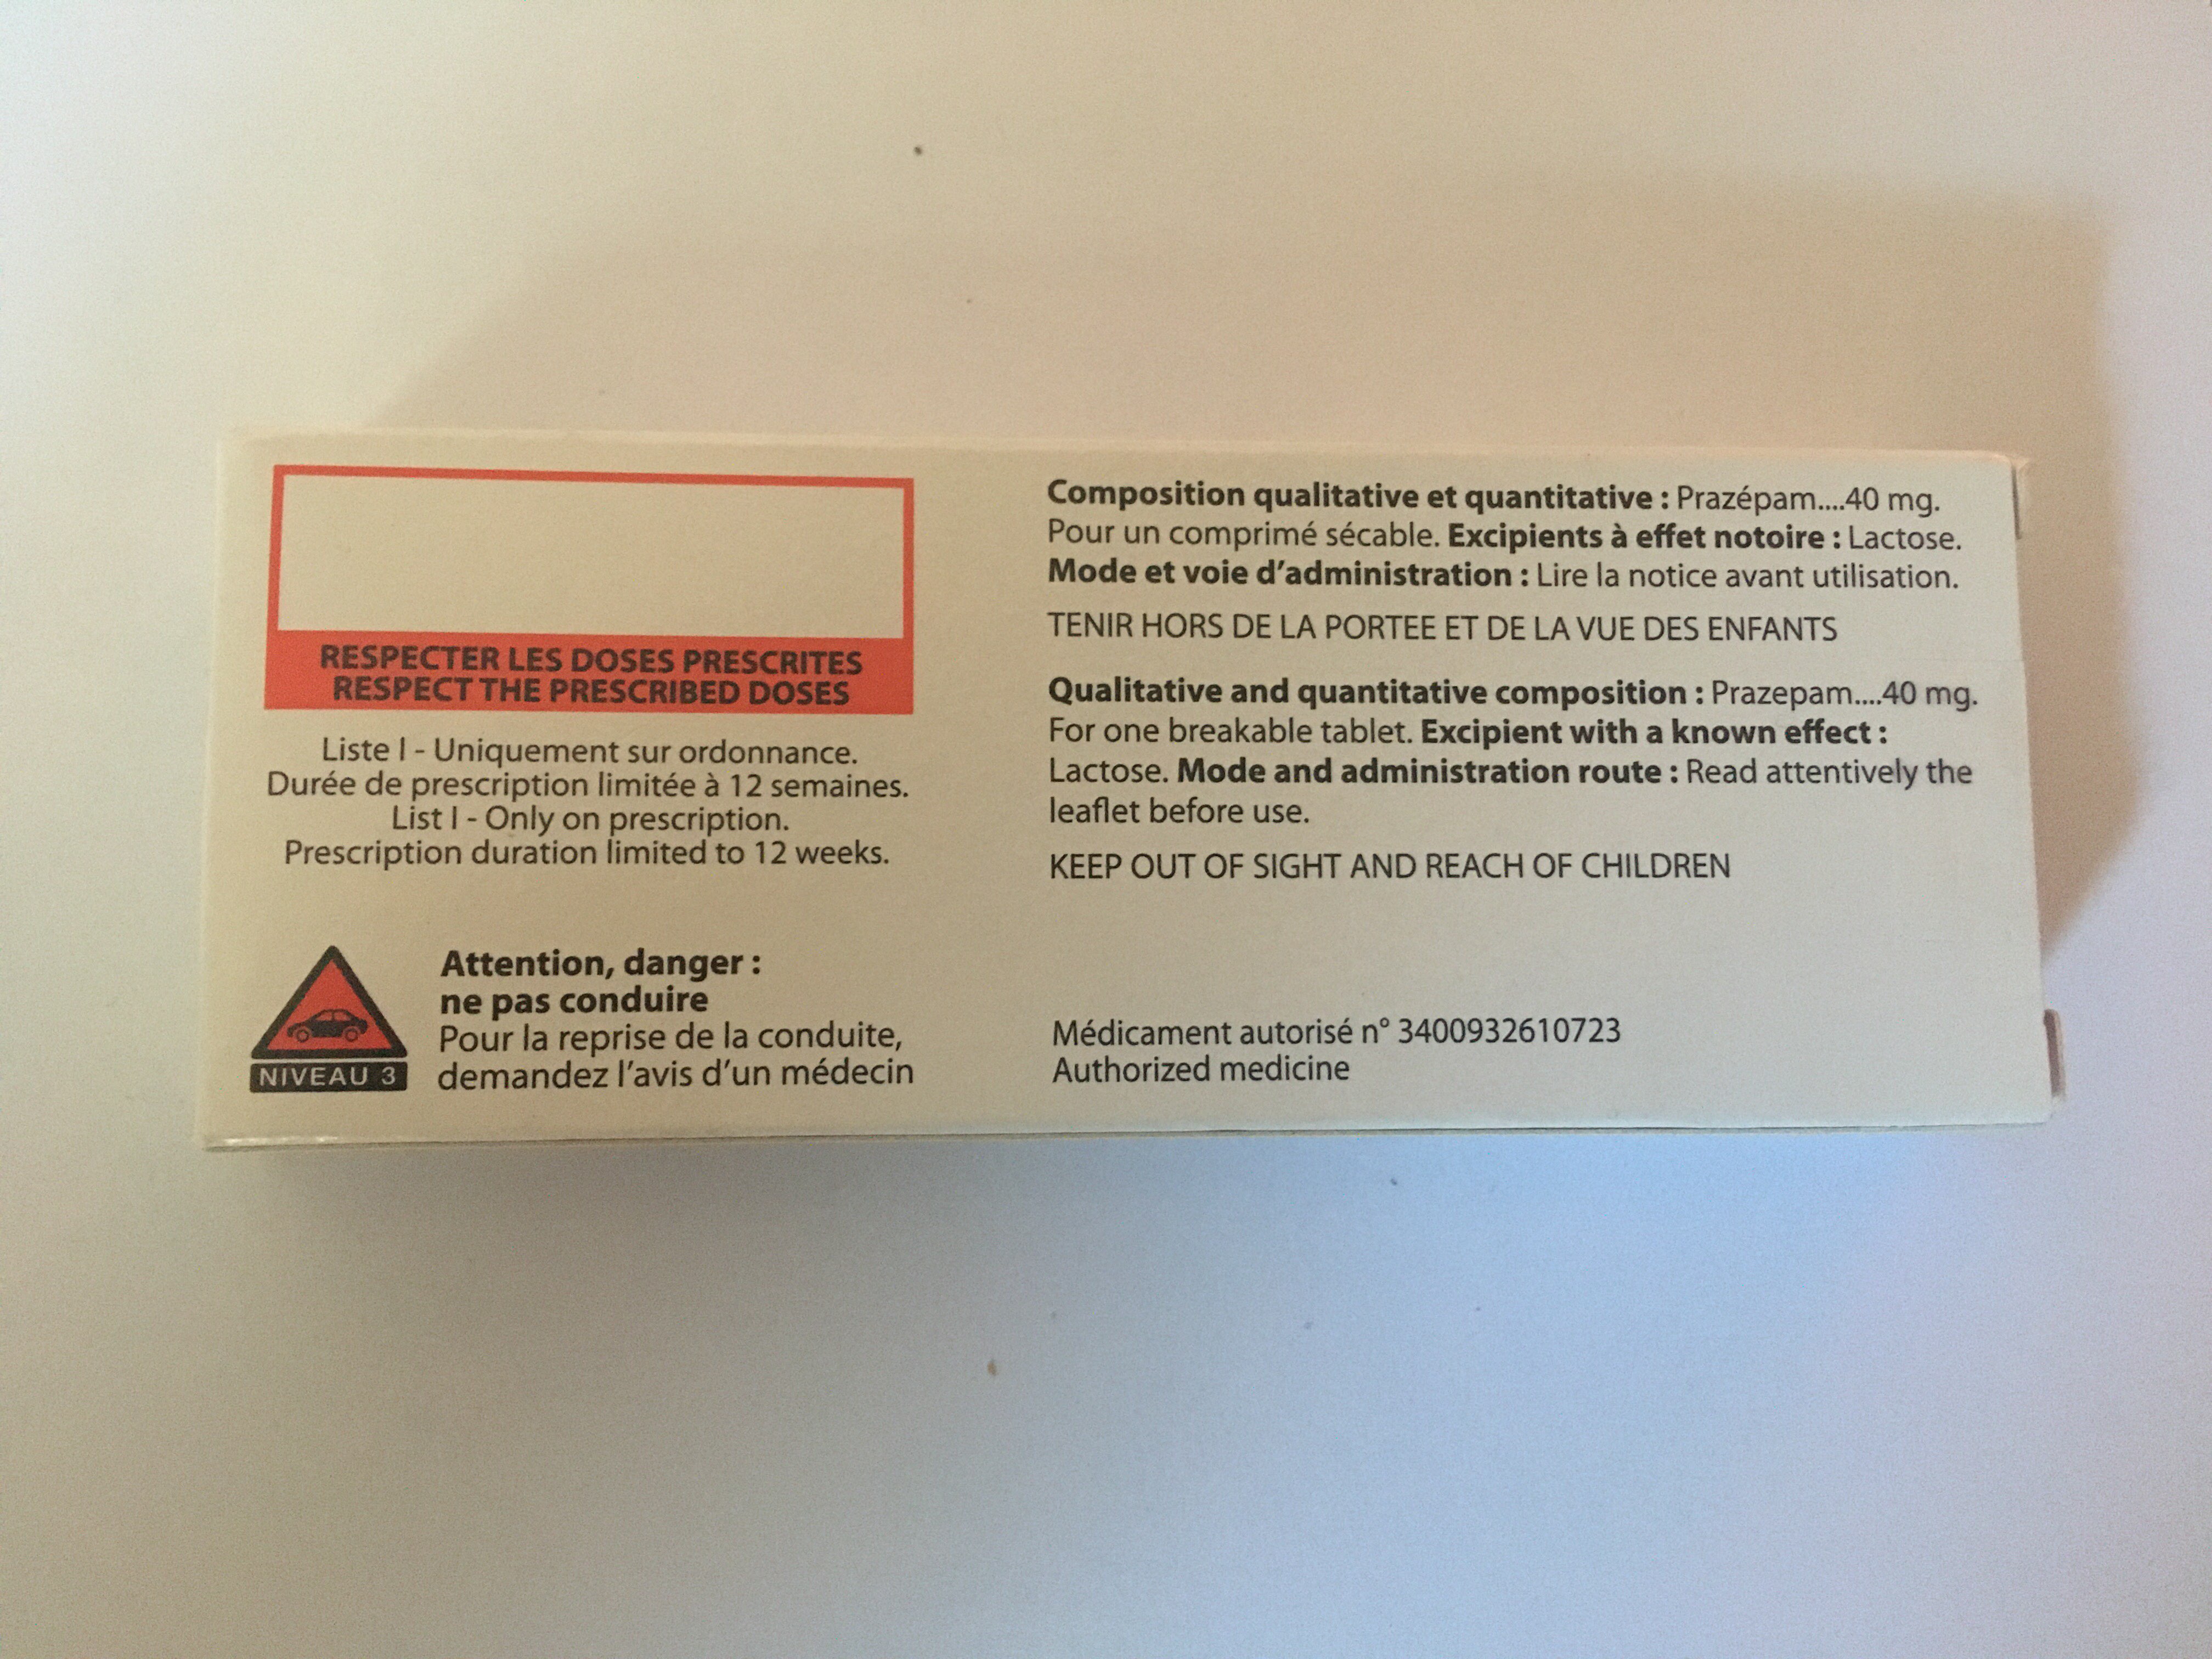 RESPECTER LES DOSES PRESCRITES
RESPECT THE PRESCRIBED DOSES
Liste I - Uniquement sur ordonnance.
Durée de prescription limitée à 12 semaines.
List I - Only on prescription.
Prescription duration limited to 12 weeks.
NIVEAU 3
Attention, danger :
ne pas conduire
Pour la reprise de la conduite,
demandez l'avis d'un médecin
Composition qualitative et quantitative : Prazépam....40 mg.
Pour un comprimé sécable. Excipients à effet notoire : Lactose.
Mode et voie d'administration : Lire la notice avant utilisation.
TENIR HORS DE LA PORTEE ET DE LA VUE DES ENFANTS
Qualitative and quantitative composition : Prazepam....40 mg.
For one breakable tablet. Excipient with a known effect :
Lactose. Mode and administration route : Read attentively the
leaflet before use.
KEEP OUT OF SIGHT AND REACH OF CHILDREN
Médicament autorisé n° 3400932610723
Authorized medicine